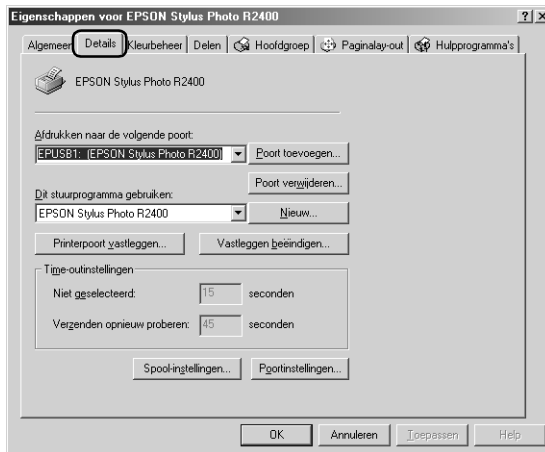 Eigenschappen voor EPSON Stylus Photo R2400
Algemeen Details Kleurbeheer Delen Hoofdgroep Paginalay-out Hulpprogramma's
EPSON Stylus Photo R2400
Afdrukken naar de volgende poort:
EPUSB1: (EPSON Stylus Photo R2400) Poort toevoegen...
Poort verwijderen...
Dit stuurprogramma gebruiken:
EPSON Stylus Photo R2400 Nieuw...
Printerpoort vastleggen... Vastleggen beëindigen...
Time-outinstellingen
Niet geselecteerd: 15 seconden
Verzenden opnieuw proberen: 45 seconden
Spool-instellingen... Poortinstellingen...
OK Annuleren Toepassen Help